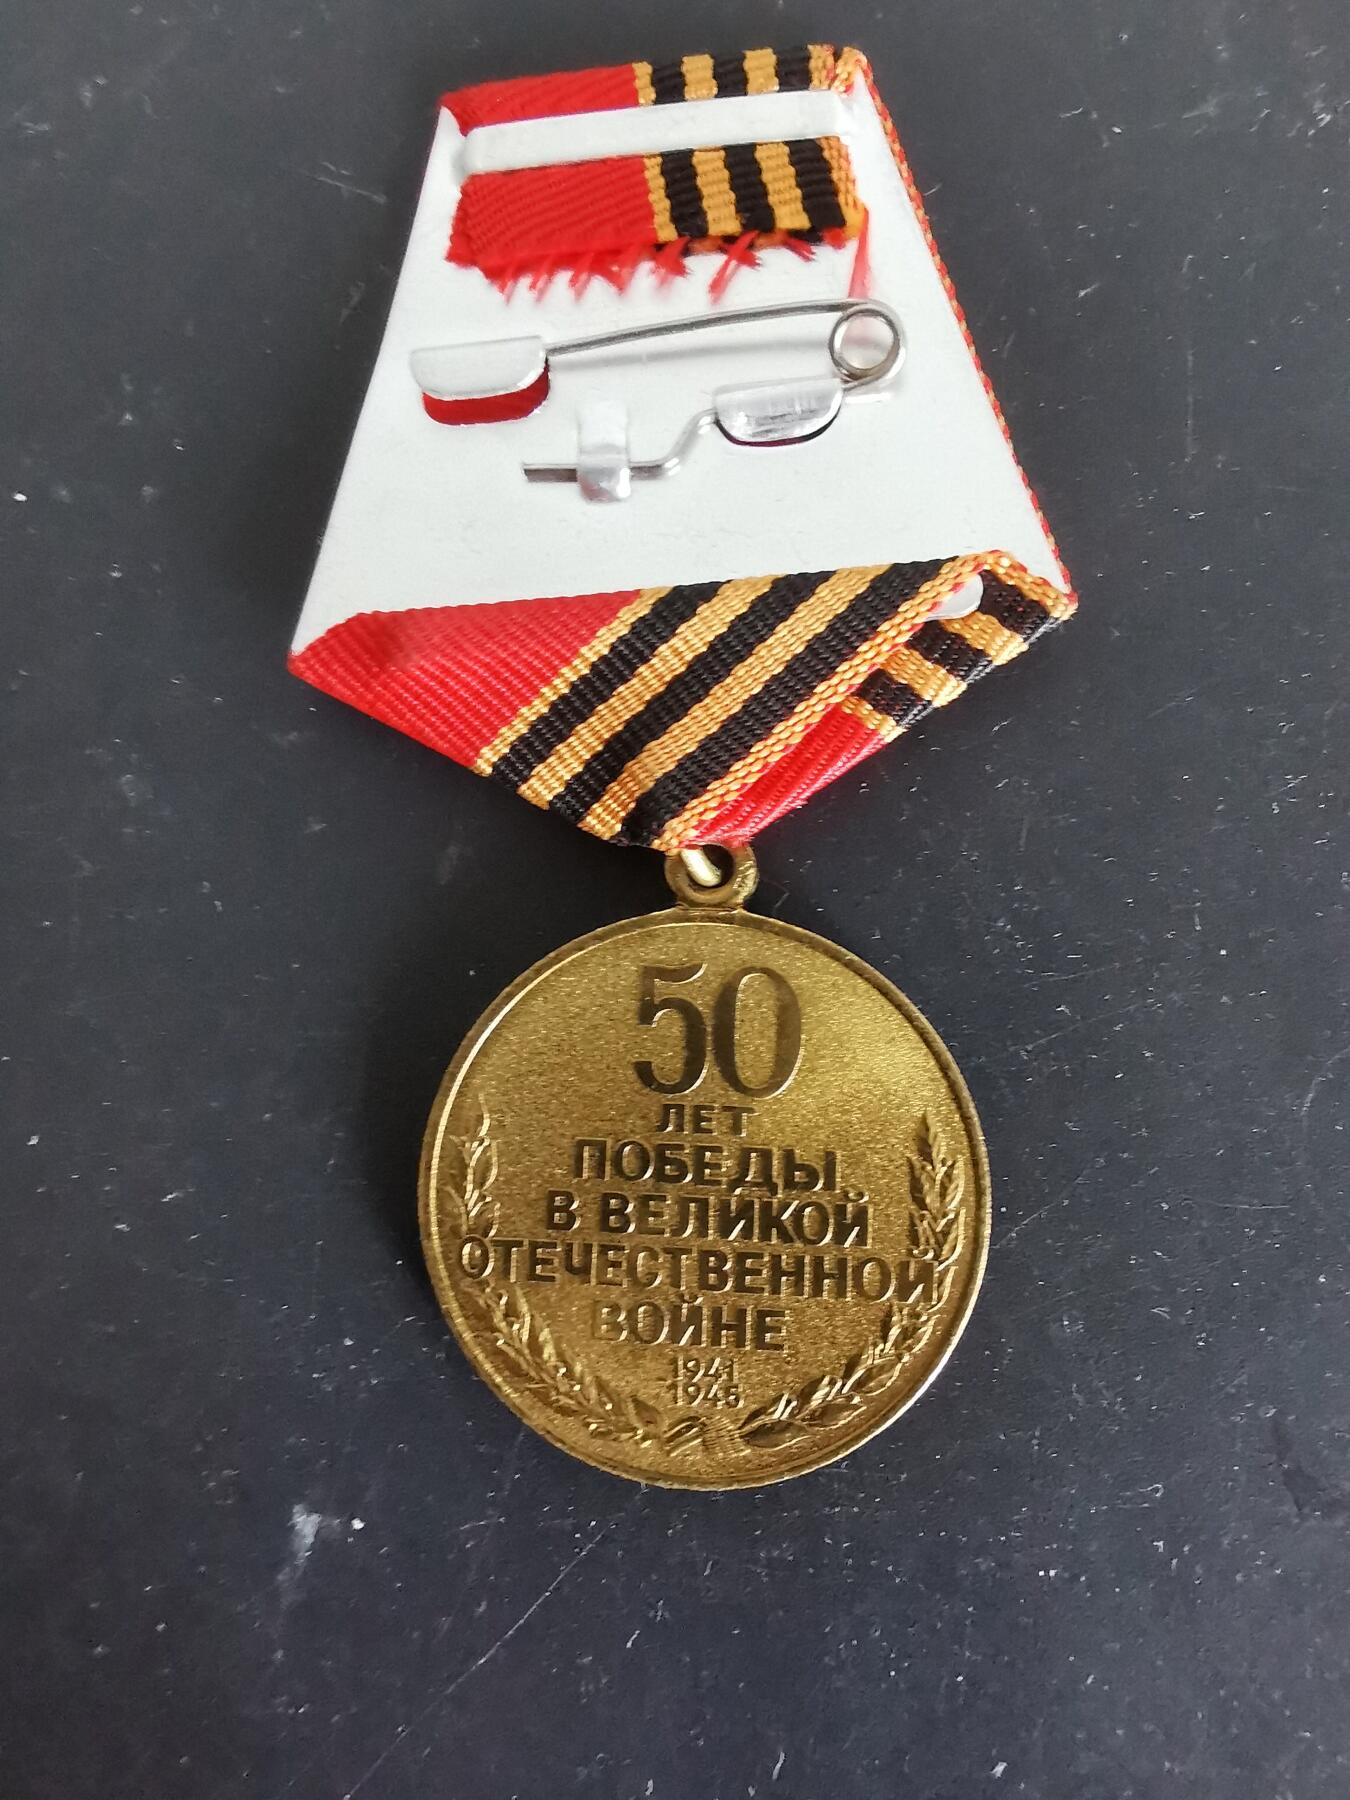 50
ЛЕТ
ПОБЕДЫ
В ВЕЛИКОЙ
ОТЕЧЕСТВЕННОЙ
ВОЙНЕ
1941
1945